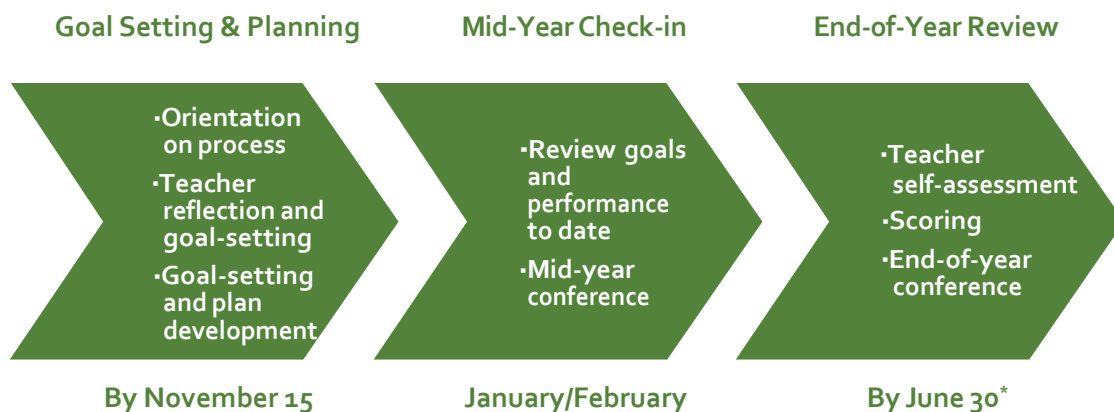 Goal Setting & Planning
·Orientation
on process
·Teacher
reflection and
goal-setting
·Goal-setting
and plan
development
By November 15
Mid-Year Check-in
·Review goals
and
performance
to date
·Mid-year
conference
January/February
End-of-Year Review
·Teacher
self-assessment
·Scoring
·End-of-year
conference
By June 30*